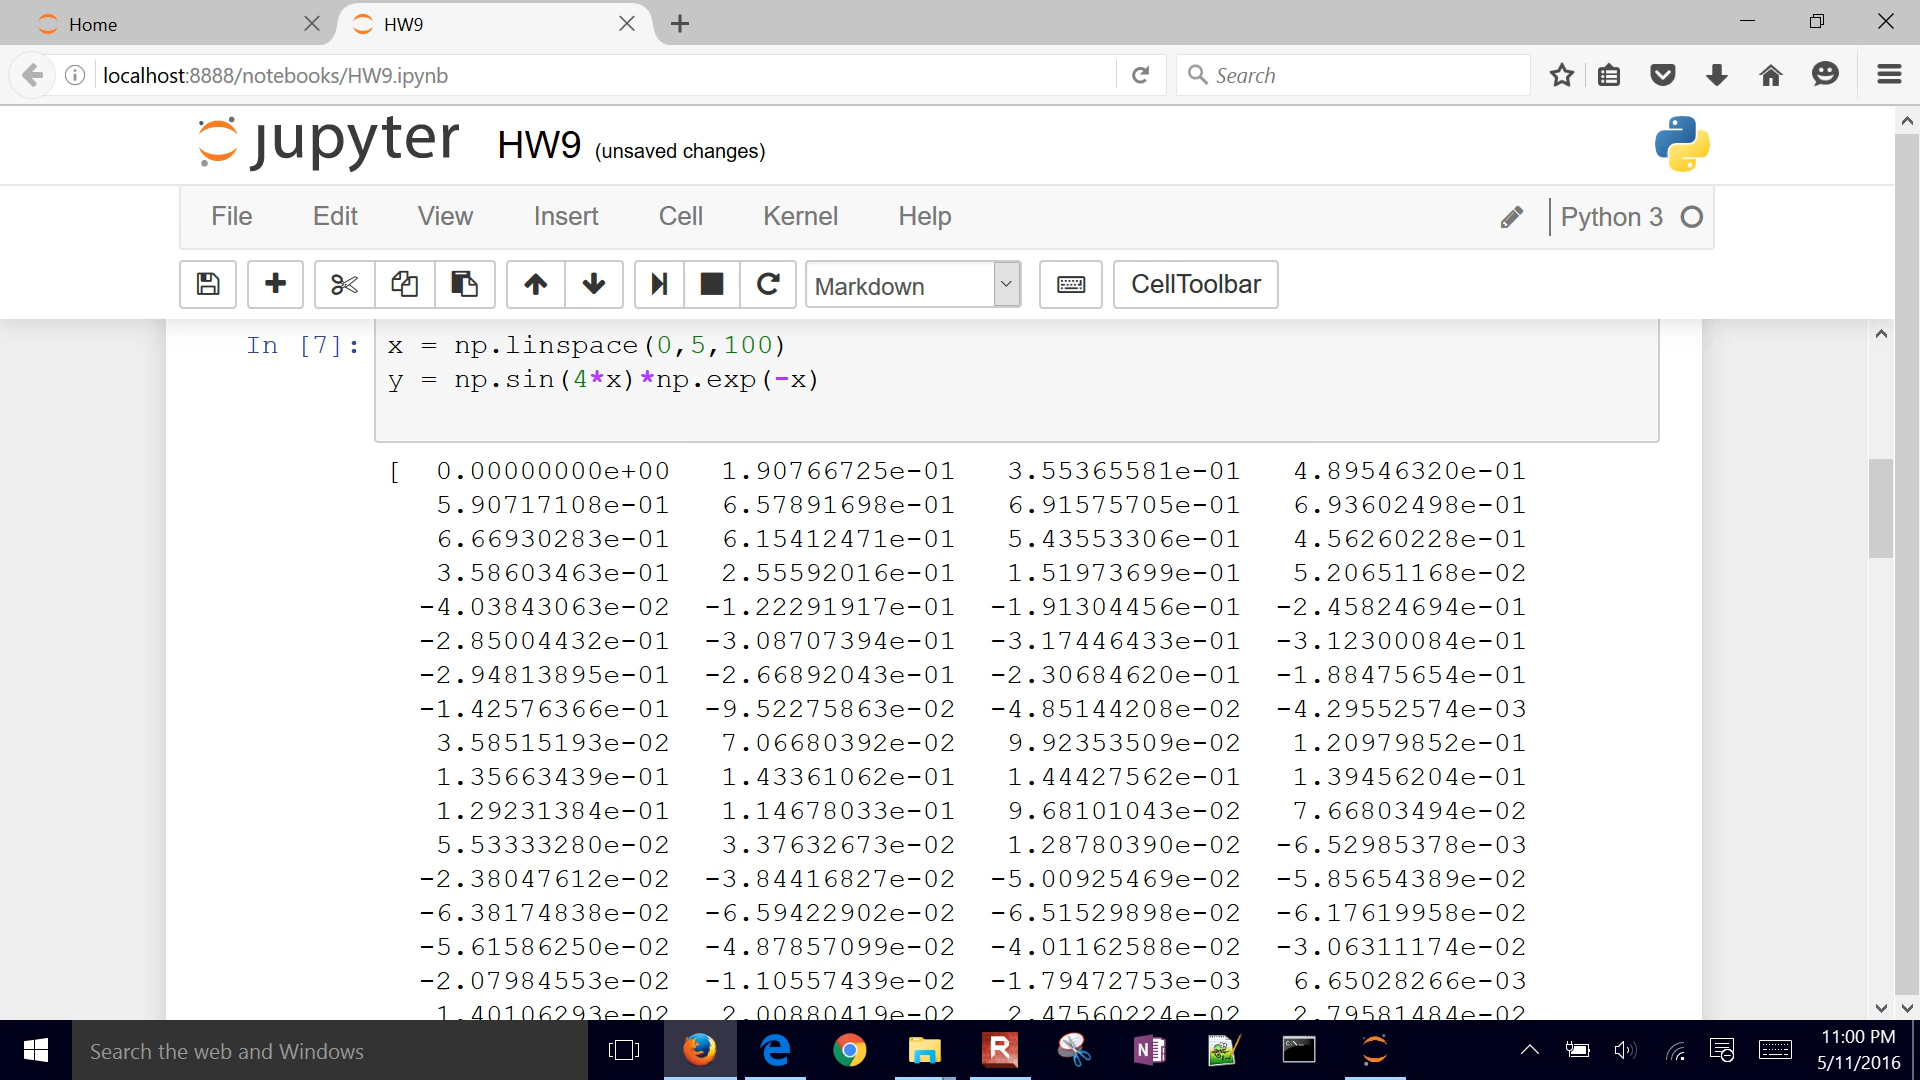 Home
HW9
localhost:8888/notebooks/HW9.ipynb
Search
jupyter HW9 (unsaved changes)
File Edit View Insert Cell Kernel Help
Python 3
Markdown
CellToolbar
In [7]: x = np.linspace(0,5,100)
y = np.sin(4*x)*np.exp(-x)
[ 0.00000000e+00 1.90766725e-01 3.55365581e-01 4.89546320e-01
5.90717108e-01 6.57891698e-01 6.91575705e-01 6.93602498e-01
6.66930283e-01 6.15412471e-01 5.43553306e-01 4.56260228e-01
3.58603463e-01 2.55592016e-01 1.51973699e-01 5.20651168e-02
-4.03843063e-02 -1.22291917e-01 -1.91304456e-01 -2.45824694e-01
-2.85004432e-01 -3.08707394e-01 -3.17446433e-01 -3.12300084e-01
-2.94813895e-01 -2.66892043e-01 -2.30684620e-01 -1.88475654e-01
-1.42576366e-01 -9.52275863e-02 -4.85144208e-02 -4.29552574e-03
3.58515193e-02 7.06680392e-02 9.92353509e-02 1.20979852e-01
1.35663439e-01 1.43361062e-01 1.44427562e-01 1.39456204e-01
1.29231384e-01 1.14678033e-01 9.68101043e-02 7.66803494e-02
5.53333280e-02 3.37632673e-02 1.28780390e-02 -6.52985378e-03
-2.38047612e-02 -3.84416827e-02 -5.00925469e-02 -5.85654389e-02
-6.38174838e-02 -6.59422902e-02 -6.51529898e-02 -6.17619958e-02
-5.61586250e-02 -4.87857099e-02 -4.01162588e-02 -3.06311174e-02
-2.07984553e-02 -1.10557439e-02 -1.79472753e-03 6.65028266e-03
1.40106293e-02 2.00880419e-02 2.47560224e-02 2.79581484e-02
Search the web and Windows
11:00 PM
5/11/2016